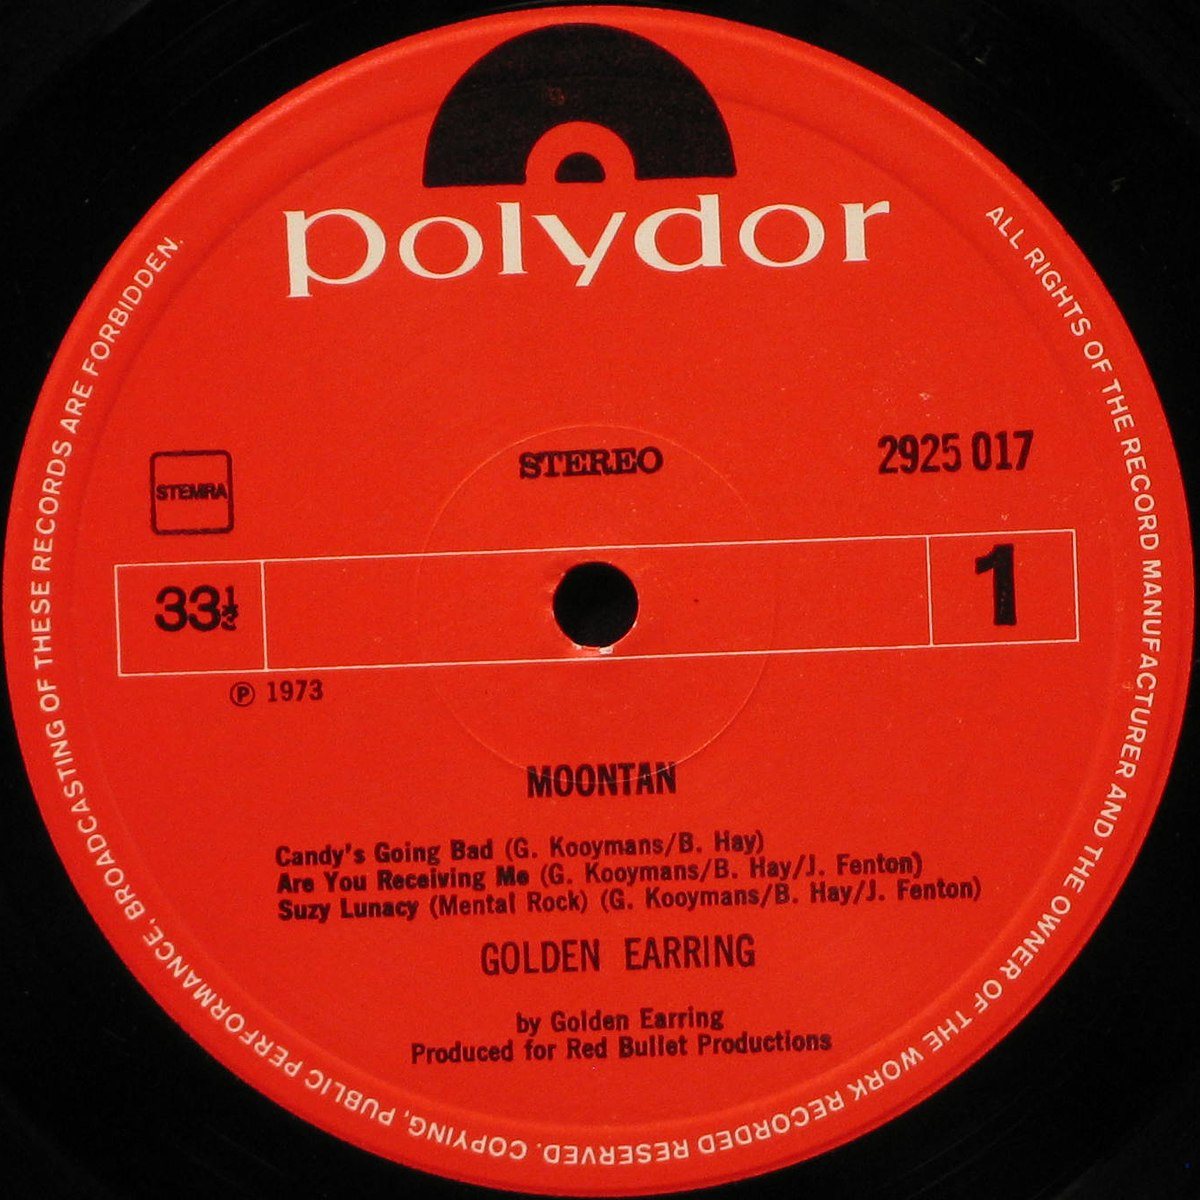 polydor
STEREO
2925 017
STEMRA
33⅓
1
Ⓟ 1973
MOONTAN
Candy's Going Bad (G. Kooymans/B. Hay)
Are You Receiving Me (G. Kooymans/B. Hay/J. Fenton)
Suzy Lunacy (Mental Rock) (G. Kooymans/B. Hay/J. Fenton)
GOLDEN EARRING
by Golden Earring
Produced for Red Bullet Productions
ALL RIGHTS OF THE RECORD MANUFACTURER AND THE OWNER OF THE WORK RECORDED RESERVED. COPYING, PUBLIC PERFORMANCE, BROADCASTING OF THESE RECORDS ARE FORBIDDEN.